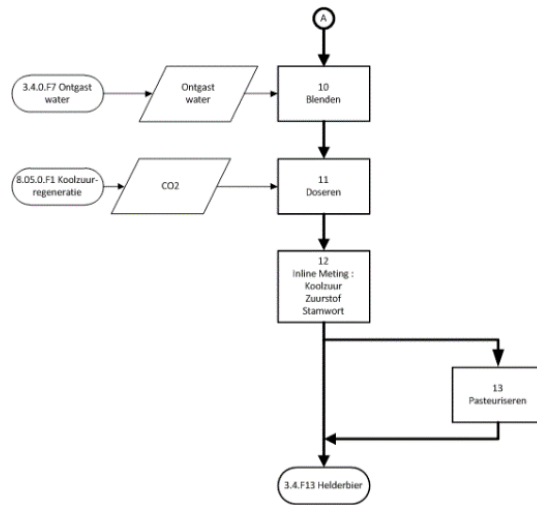 A
3.4.0.F7 Ontgast
water
Ontgast
water
10
Blenden
8.05.0.F1 Koolzuur-
regeneratie
CO2
11
Doseren
12
Inline Meting :
Koolzuur
Zuurstof
Stamwort
13
Pasteuriseren
3.4.F13 Helderbier